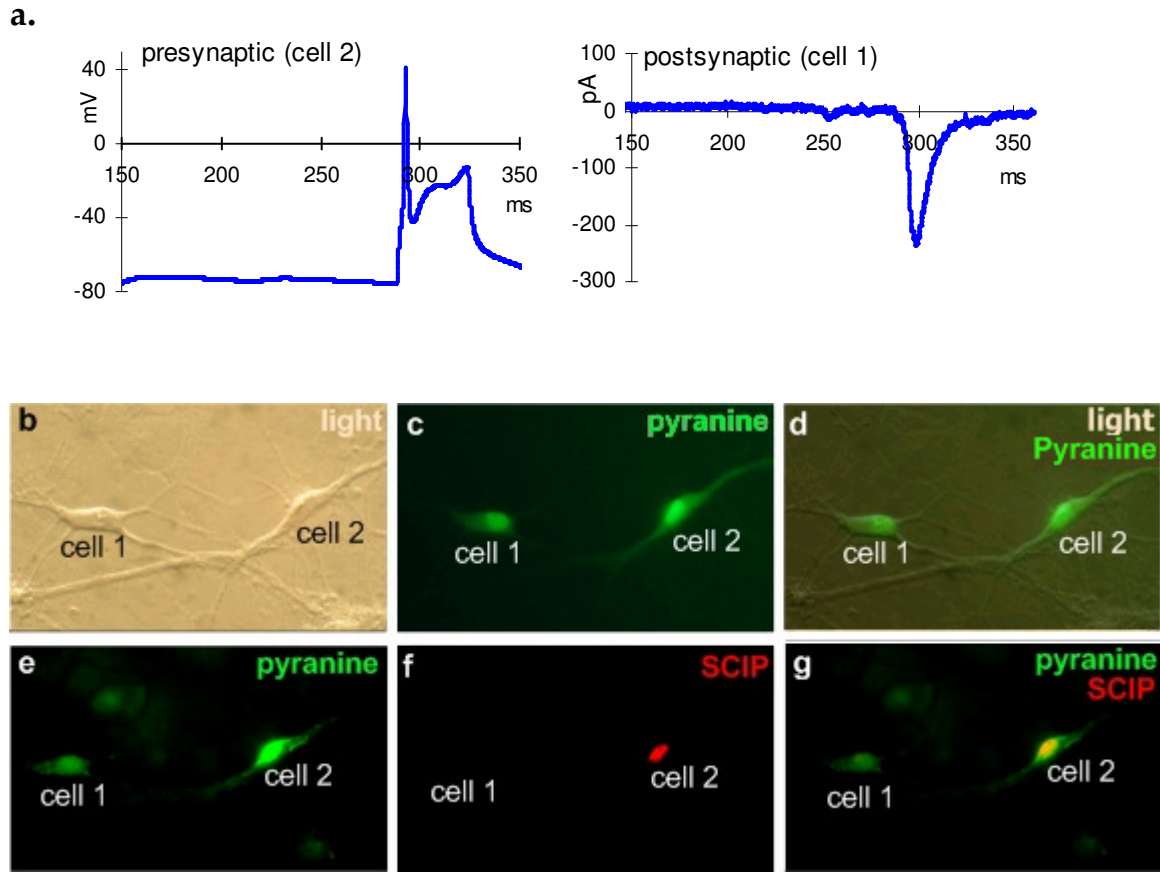 a.
presynaptic (cell 2)
mV
40
0
-40
-80
150
200
250
300
350
ms
postsynaptic (cell 1)
pA
100
0
-100
-200
-300
150
200
250
300
350
ms
b
light
cell 1
cell 2
c
pyranine
cell 1
cell 2
d
light
Pyranine
cell 1
cell 2
e
pyranine
cell 1
cell 2
f
SCIP
cell 1
cell 2
g
pyranine
SCIP
cell 1
cell 2